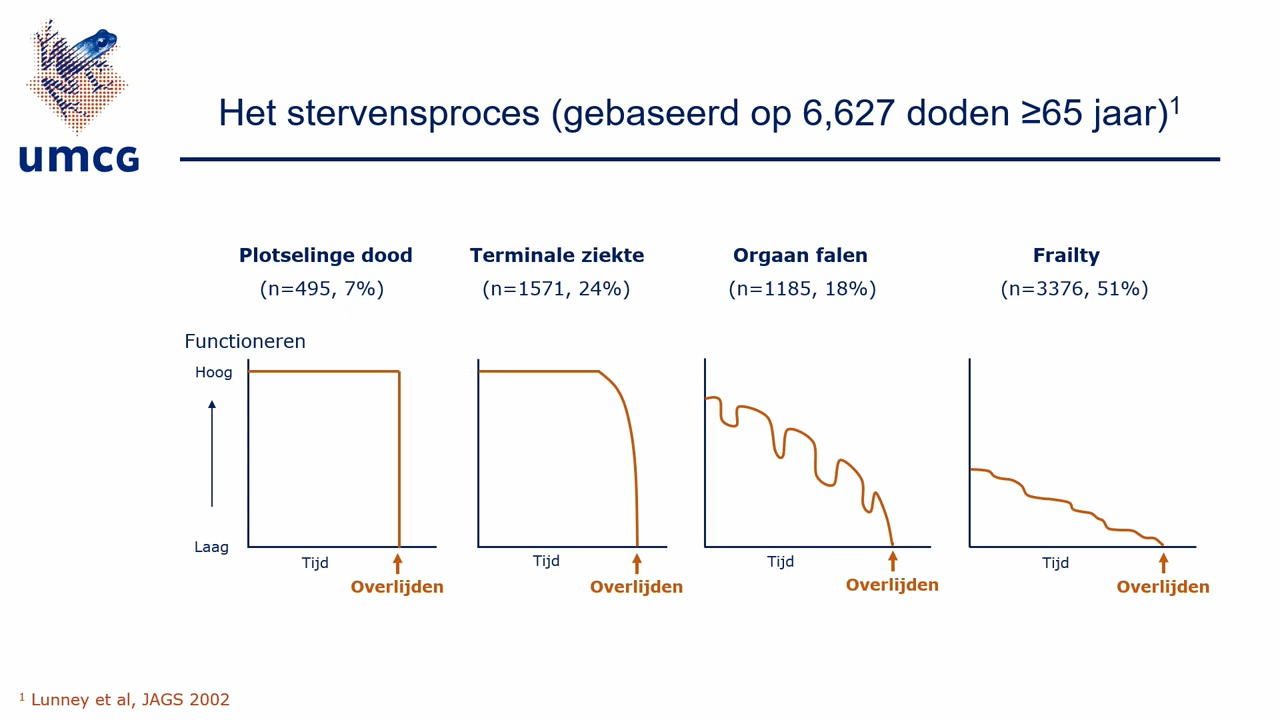 umcg
Het stervensproces (gebaseerd op 6,627 doden ≥65 jaar)¹
Plotselinge dood
(n=495, 7%)
Terminale ziekte
(n=1571, 24%)
Orgaan falen
(n=1185, 18%)
Frailty
(n=3376, 51%)
Functioneren
Hoog
Laag
Tijd
Overlijden
Tijd
Overlijden
Tijd
Overlijden
Tijd
Overlijden
¹ Lunney et al, JAGS 2002